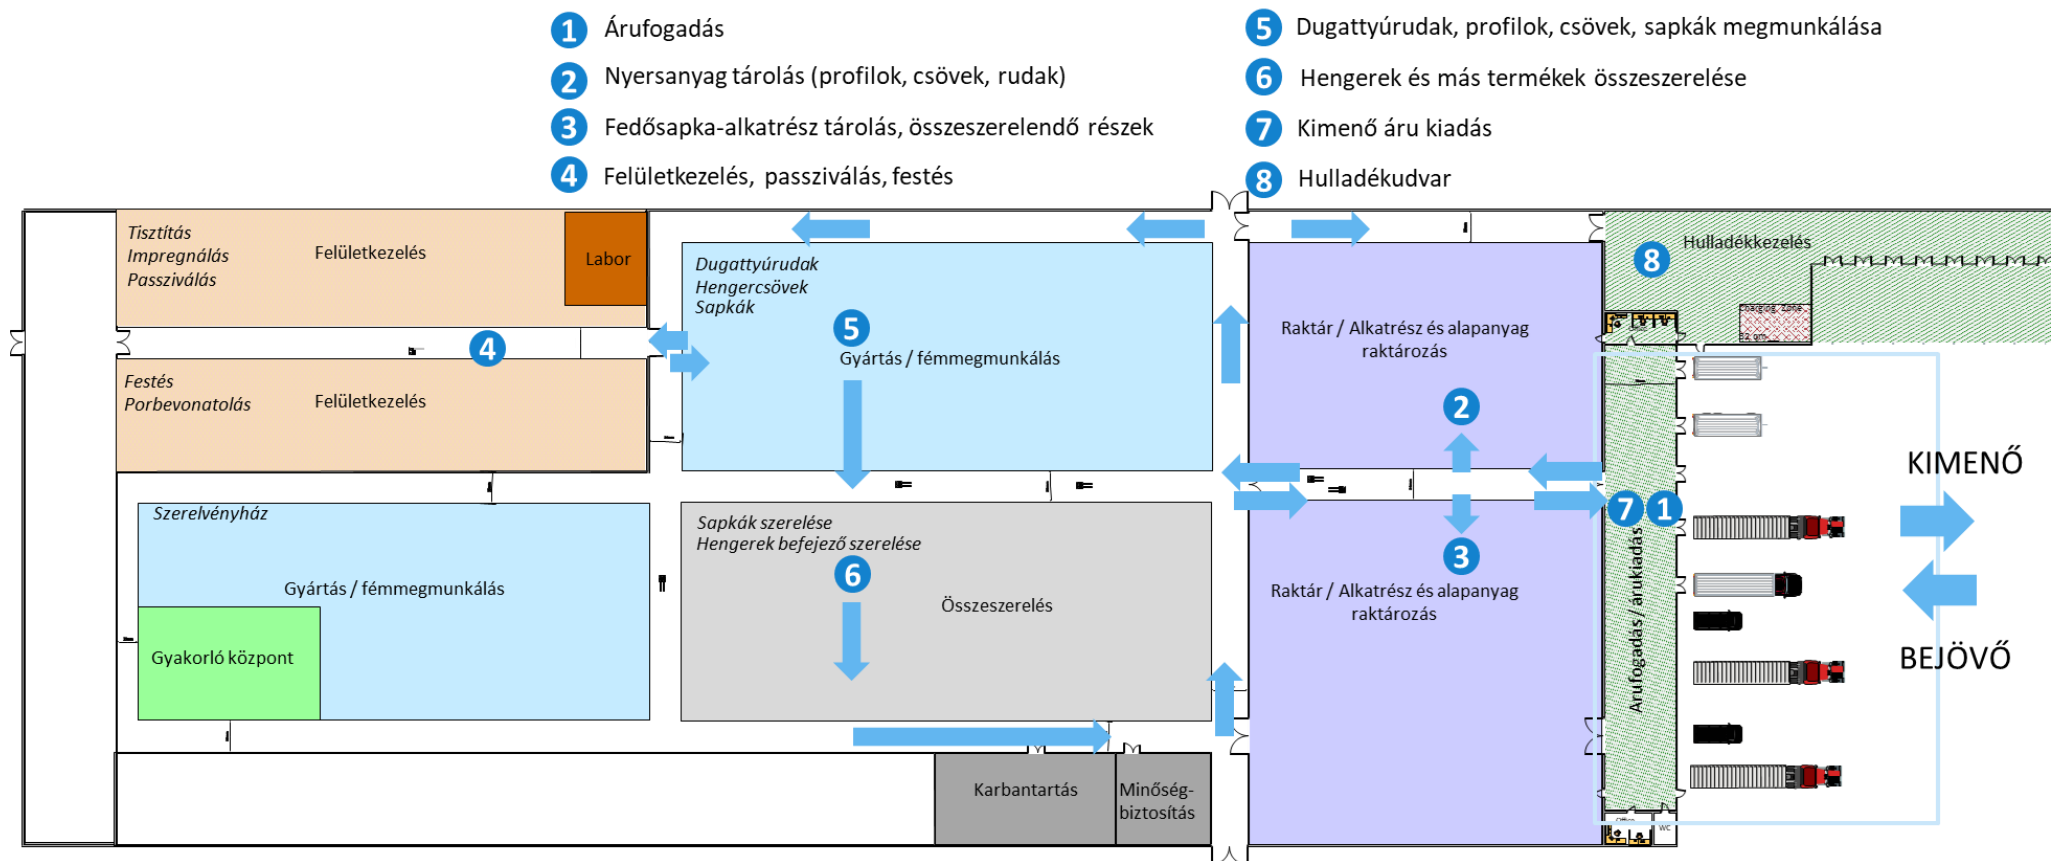 1 Árufogadás
2 Nyersanyag tárolás (profilok, csövek, rudak)
3 Fedősapka-alkatrész tárolás, összeszerelendő részek
4 Felületkezelés, passziválás, festés
5 Dugattyúrudak, profilok, csövek, sapkák megmunkálása
6 Hengerek és más termékek összeszerelése
7 Kimenő áru kiadás
8 Hulladékudvar
Tisztítás
Impregnálás
Passziválás
Felületkezelés
Labor
4
Festés
Porbevonatolás
Felületkezelés
Szerelvényház
Gyártás / fémmegmunkálás
Gyakorló központ
Dugattyúrudak
Hengercsövek
Sapkák
5
Gyártás / fémmegmunkálás
Sapkák szerelése
Hengerek befejező szerelése
6
Összeszerelés
Karbantartás
Minőség-
biztosítás
Raktár / Alkatrész és alapanyag
raktározás
2
3
Raktár / Alkatrész és alapanyag
raktározás
Hulladékkezelés
8
Charging Zone
7 1
Árufogadás / árukiadás
Office
WC
KIMENŐ
BEJÖVŐ